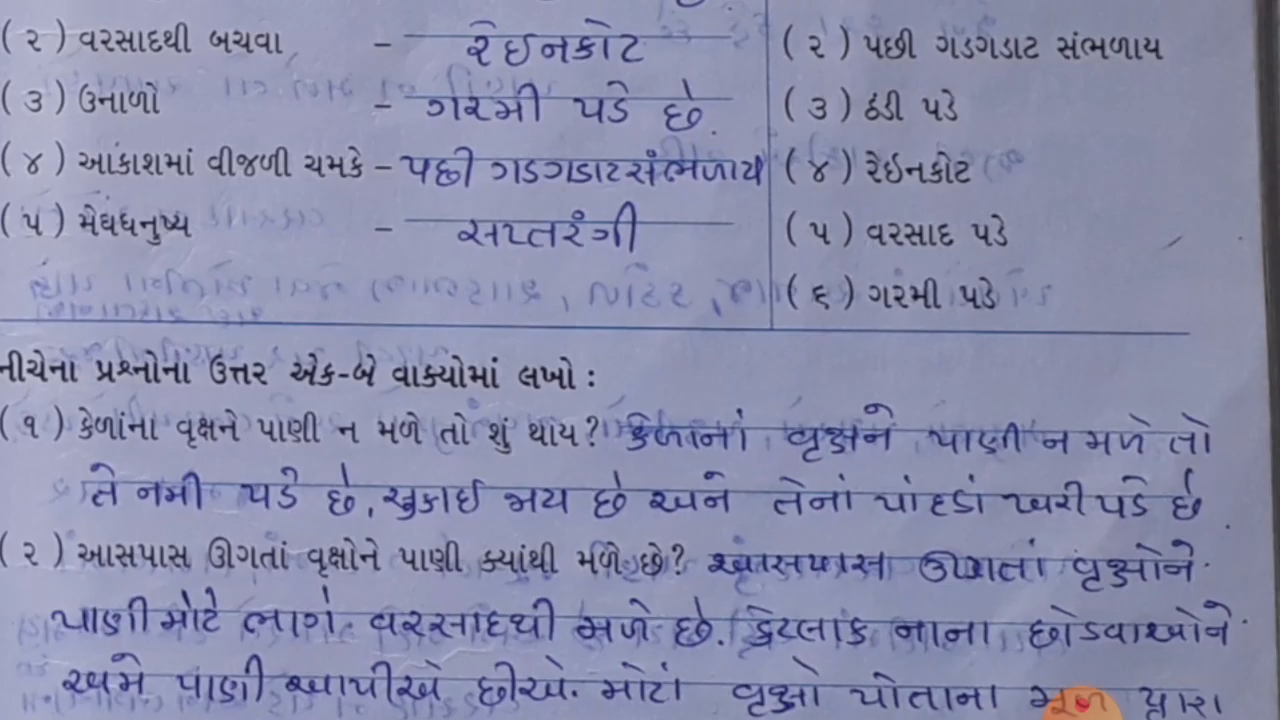 (૨) વરસાદથી બચવા - રેઇનકોટ (૨) પછી ગડગડાટ સંભળાય
(૩) ઉનાળો - ગરમી પડે છે. (૩) ઠંડી પડે
(૪) આકાશમાં વીજળી ચમકે - પછી ગડગડાટ સંભળાય (૪) રેઇનકોટ
(૫) મેઘધનુષ્ય - સપ્તરંગી (૫) વરસાદ પડે
(૬) ગરમી પડે
નીચેના પ્રશ્નોના ઉત્તર એક-બે વાક્યોમાં લખો :
(૧) કેળાંના વૃક્ષને પાણી ન મળે તો શું થાય? કેળાનાં વૃક્ષને પાણી ન મળે તો
તે નમી પડે છે, સુકાઈ જાય છે અને તેનાં પાંદડાં ખરી પડે છે.
(૨) આસપાસ ઊગતાં વૃક્ષોને પાણી ક્યાંથી મળે છે? આસપાસ ઊગતાં વૃક્ષોને
પાણી મોટે ભાગે વરસાદથી મળે છે. કેટલાંક નાના છોડવાઓને
અમે પાણી આપીએ છીએ. મોટાં વૃક્ષો પોતાના મૂળ દ્વારા